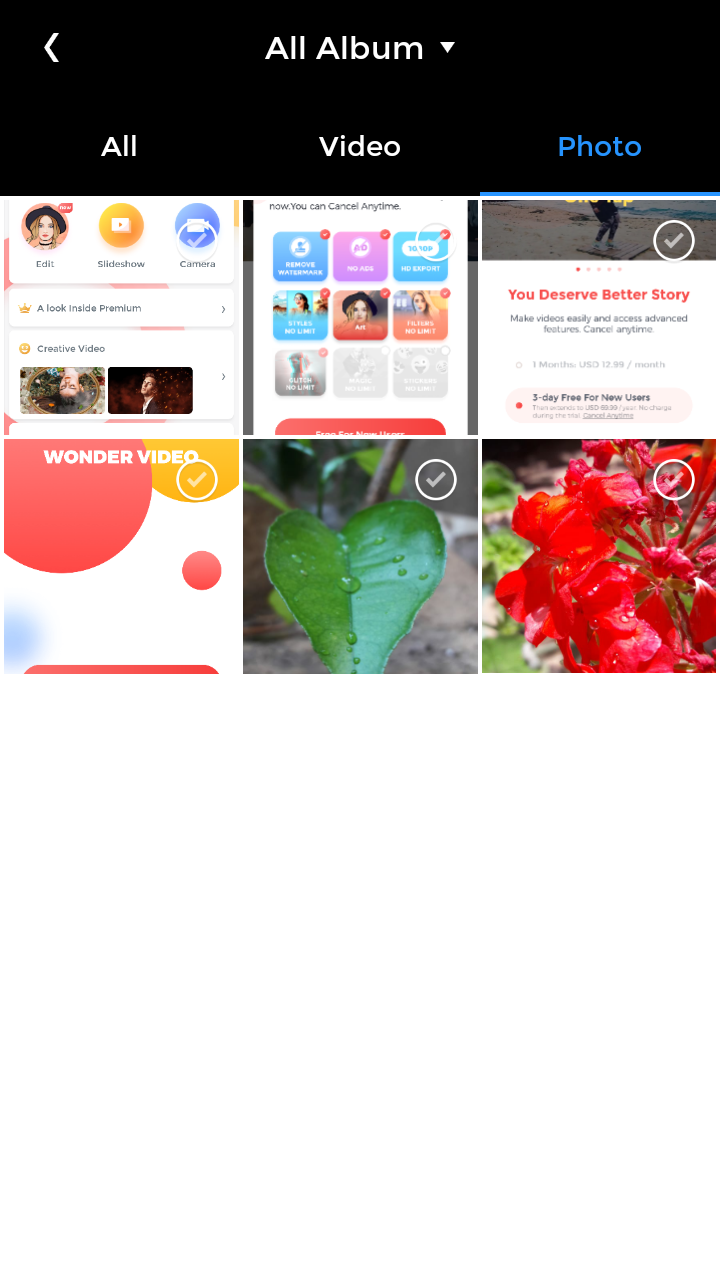 All Album
All
Video
Photo
new
Edit
Slideshow
Camera
A look Inside Premium
Creative Video
now.You can Cancel Anytime.
REMOVE
WATERMARK
NO ADS
HD EXPORT
STYLES
NO LIMIT
Art
FILTERS
NO LIMIT
GLITCH
NO LIMIT
MAGIC
NO LIMIT
STICKERS
NO LIMIT
Free For New Users
One Tap
You Deserve Better Story
Make videos easily and access advanced
features. Cancel anytime.
1 Months: USD 12.99 / month
3-day Free For New Users
Then extends to USD 69.99 / year. No charge
during the trial. Cancel Anytime
WONDER VIDEO